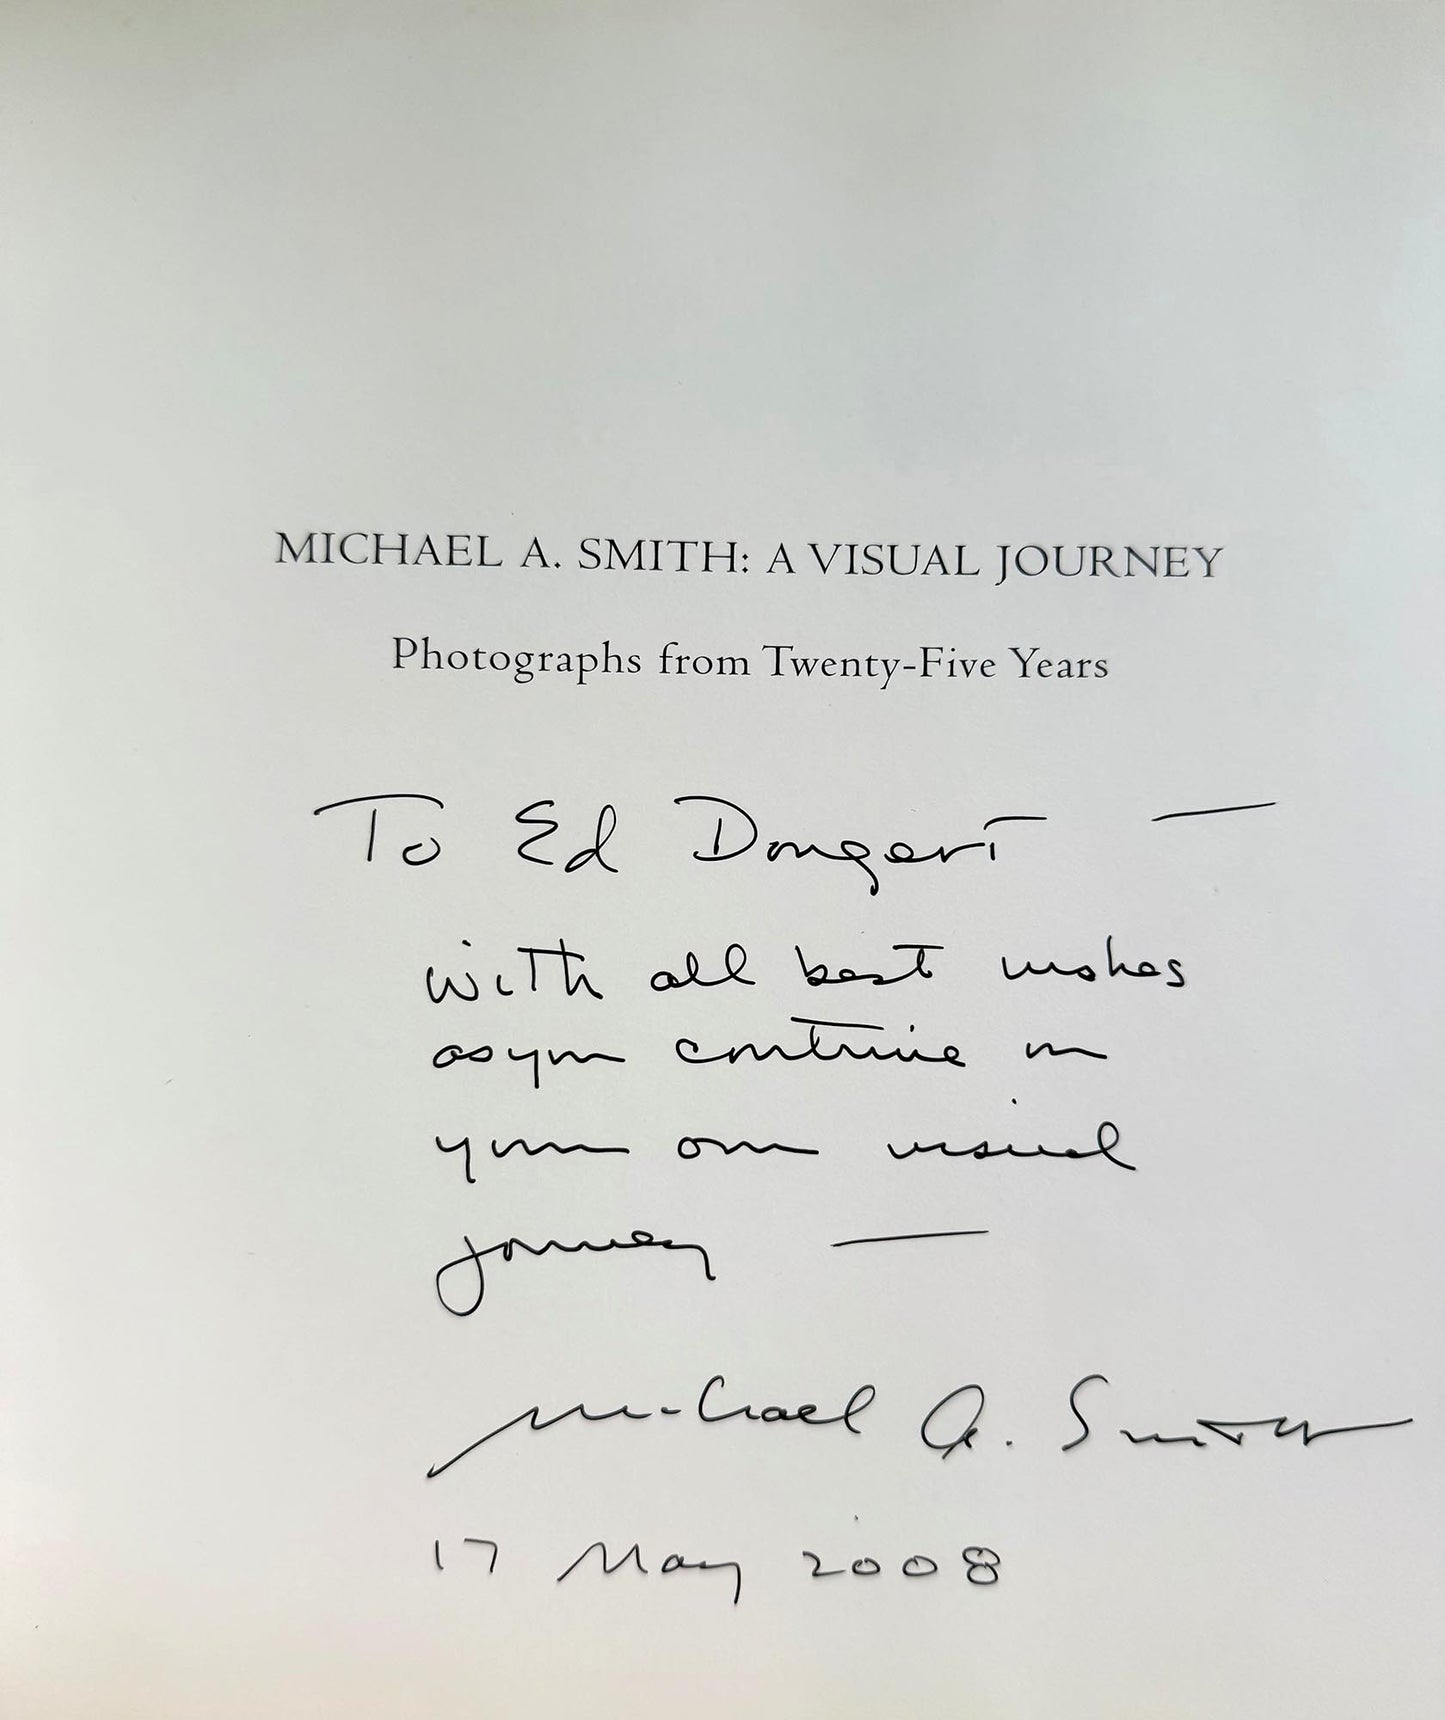 MICHAEL A. SMITH: A VISUAL JOURNEY
Photographs from Twenty-Five Years
To Ed Dongert —
with all best wishes
as you continue on
your own visual
journey —
Michael A. Smith
17 May 2008